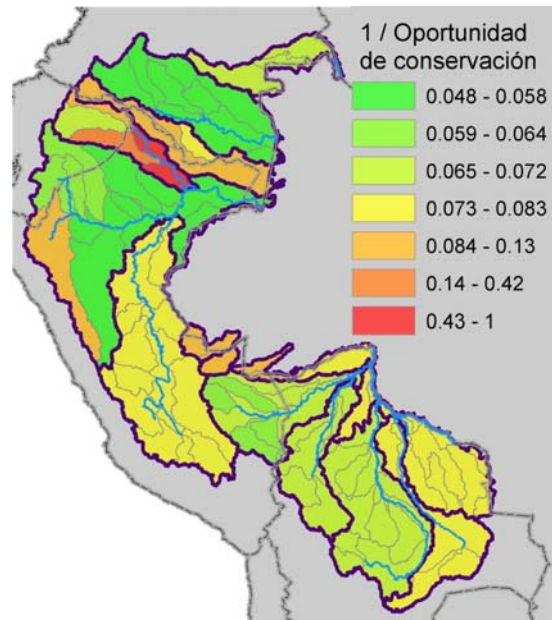 1 / Oportunidad
de conservación
0.048 - 0.058
0.059 - 0.064
0.065 - 0.072
0.073 - 0.083
0.084 - 0.13
0.14 - 0.42
0.43 - 1